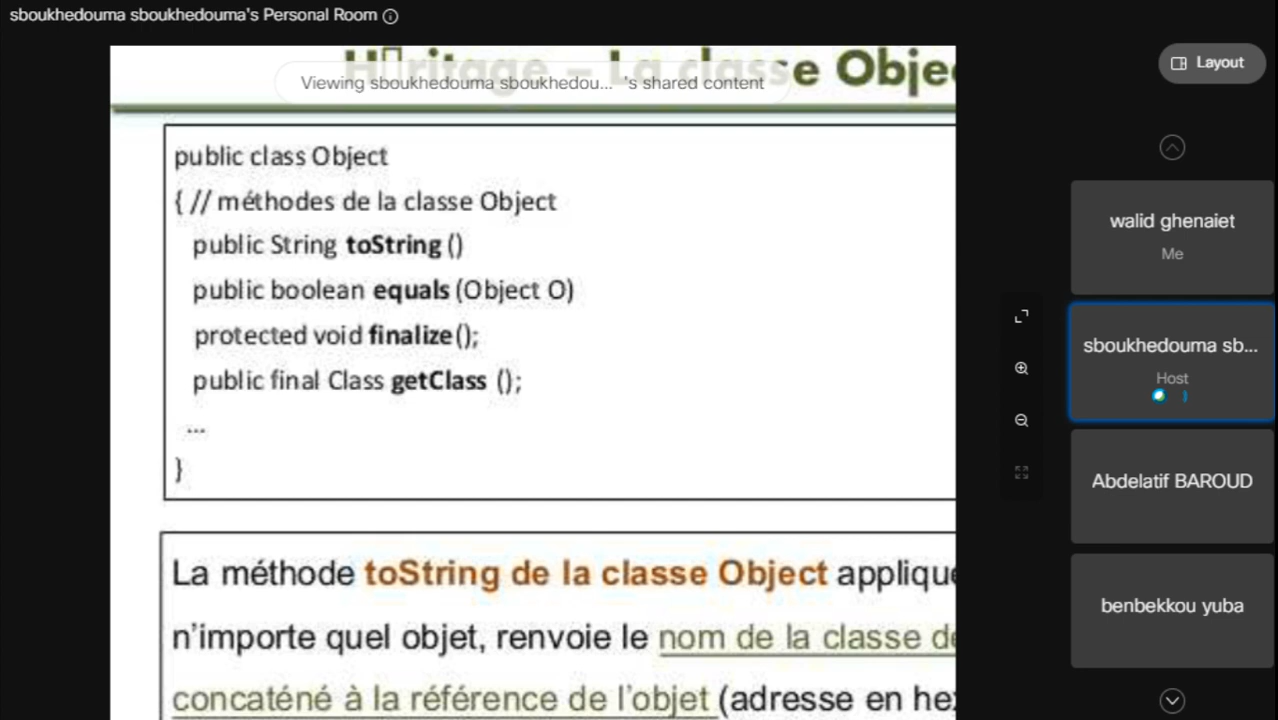 sboukhedouma sboukhedouma's Personal Room
Viewing sboukhedouma sboukhedou... 's shared content
Layout
public class Object
{ // méthodes de la classe Object
public String toString ()
public boolean equals (Object O)
protected void finalize();
public final Class getClass ();
...
}
La méthode toString de la classe Object
n'importe quel objet, renvoie le nom de la classe
concaténé à la référence de l'objet (adresse en
walid ghenaiet
Me
sboukhedouma sb...
Host
Abdelatif BAROUD
benbekkou yuba